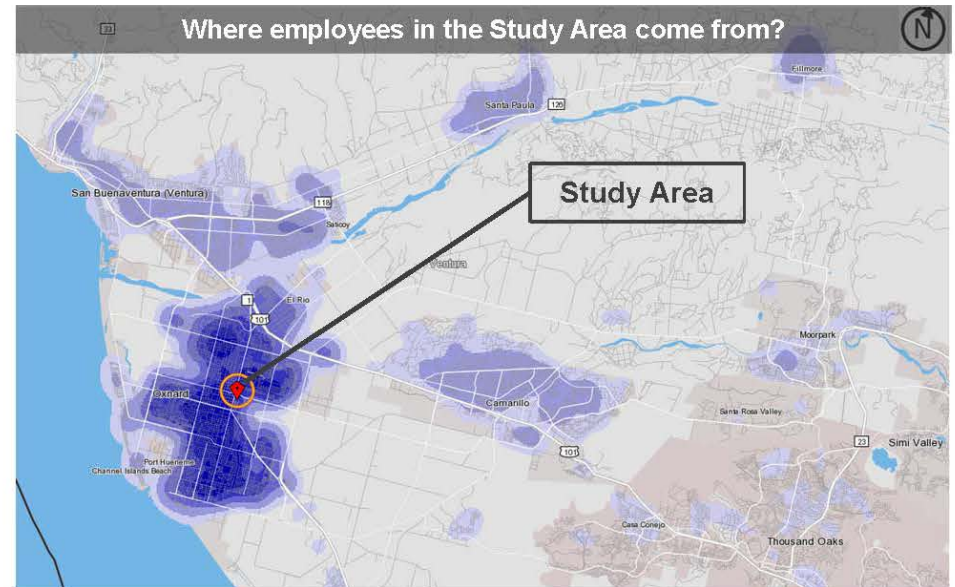 Where employees in the Study Area come from?
N
33
Fillmore
Santa Paula
126
Study Area
San Buenaventura (Ventura)
118
Saticoy
Ventura
1
El Rio
101
Moorpark
Oxnard
Camarillo
Santa Rosa Valley
23
Simi Valley
101
Port Hueneme
Channel Islands Beach
Casa Conejo
Thousand Oaks